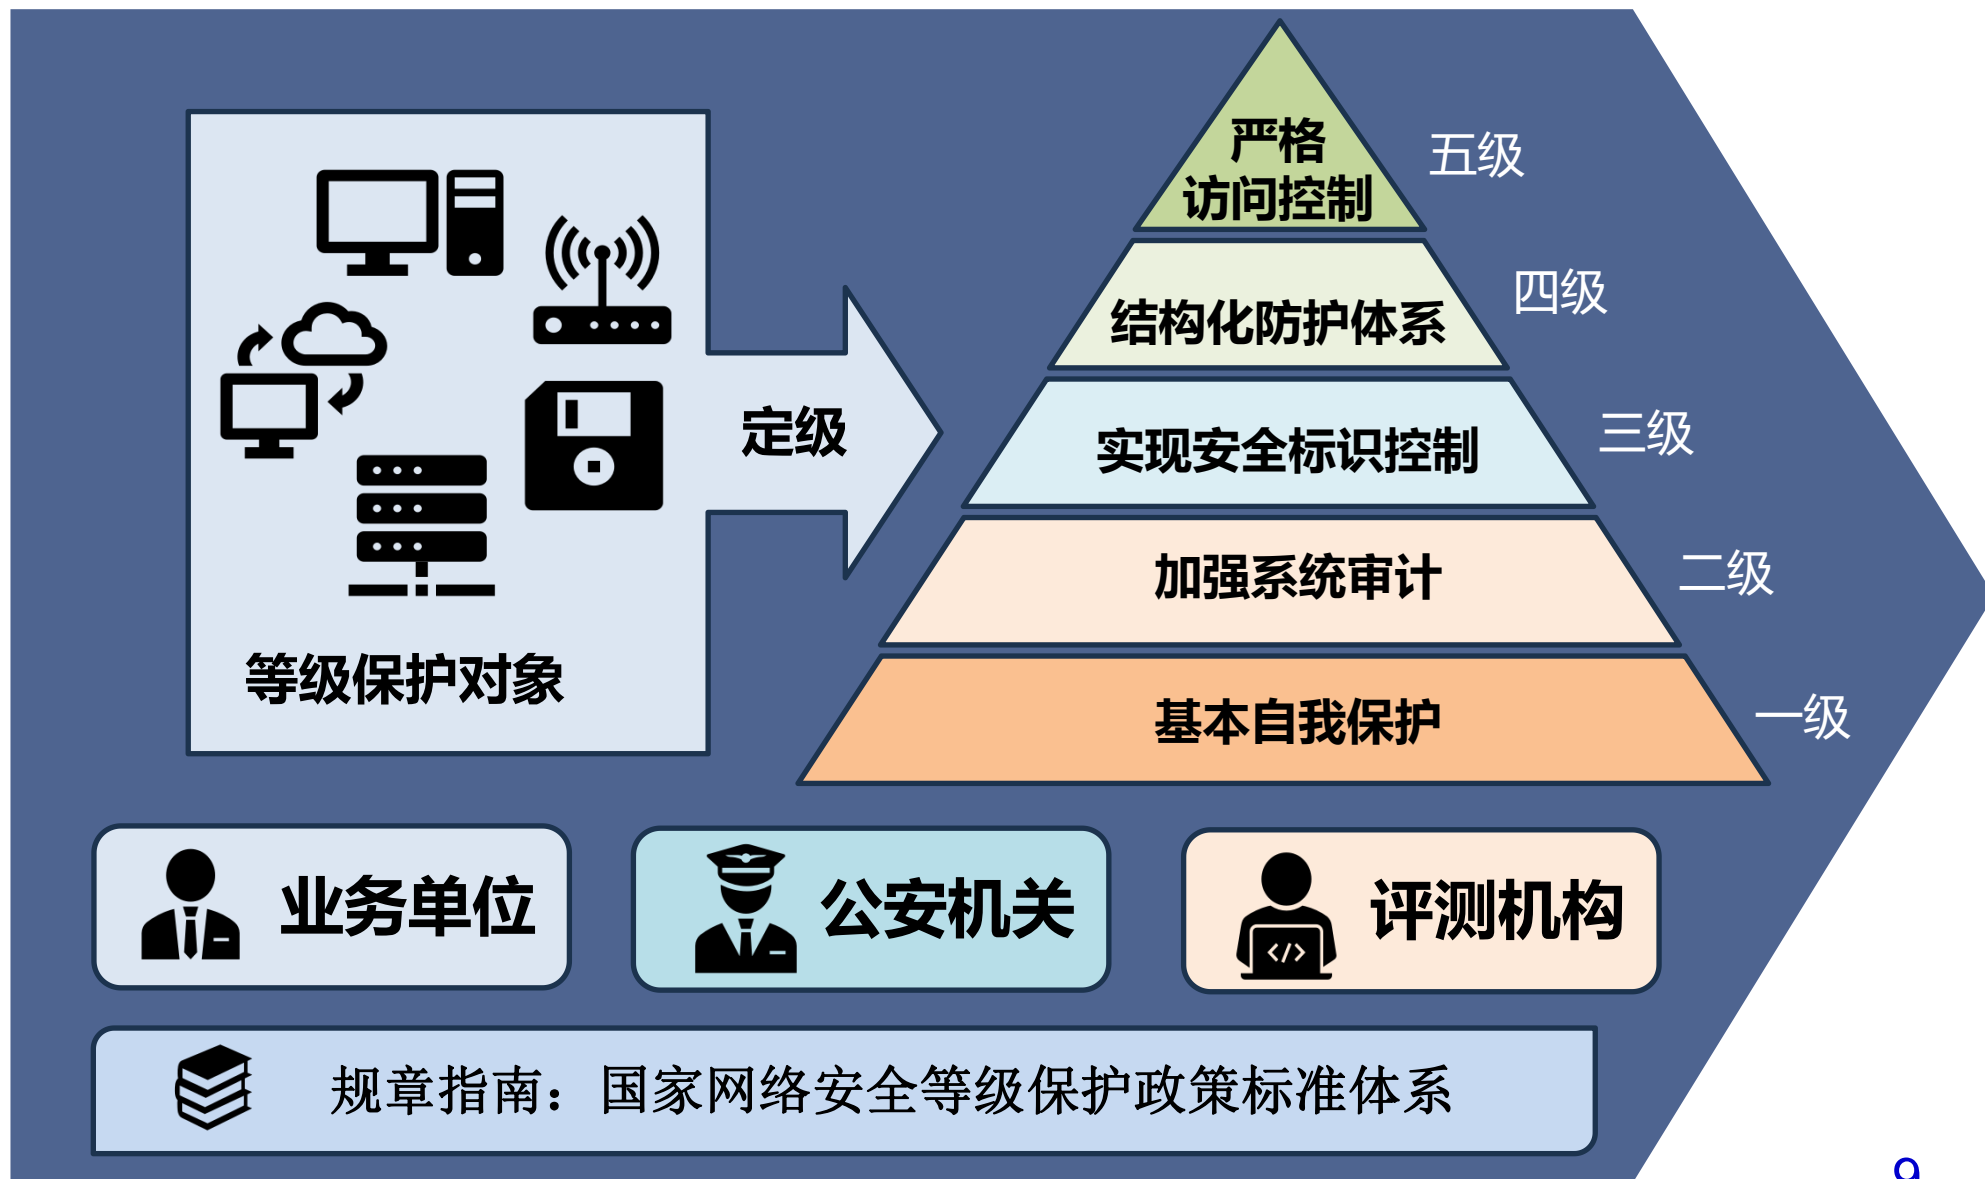 等级保护对象
定级
严格
访问控制
五级
结构化防护体系
四级
实现安全标识控制
三级
加强系统审计
二级
基本自我保护
一级
业务单位
公安机关
</>
评测机构
规章指南：国家网络安全等级保护政策标准体系
9